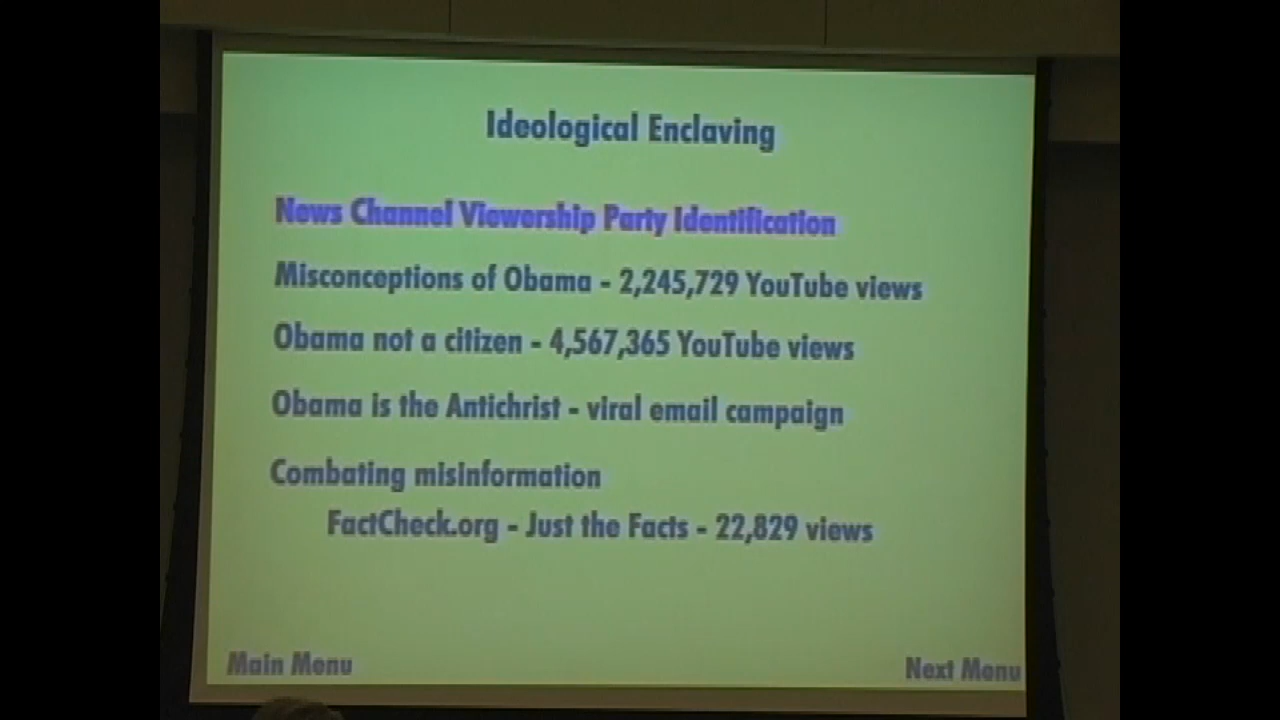 Ideological Enclaving
News Channel Viewership Party Identification
Misconceptions of Obama - 2,245,729 YouTube views
Obama not a citizen - 4,567,365 YouTube views
Obama is the Antichrist - viral email campaign
Combating misinformation
FactCheck.org - Just the Facts - 22,829 views
Main Menu
Next Menu